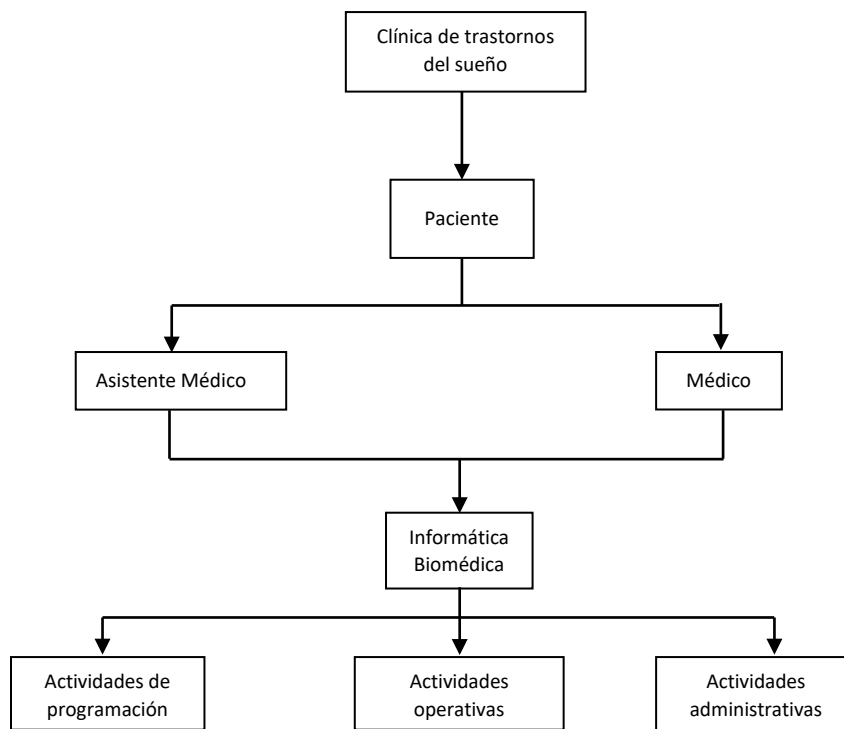 Clínica de trastornos
del sueño
Paciente
Asistente Médico
Médico
Informática
Biomédica
Actividades de
programación
Actividades
operativas
Actividades
administrativas